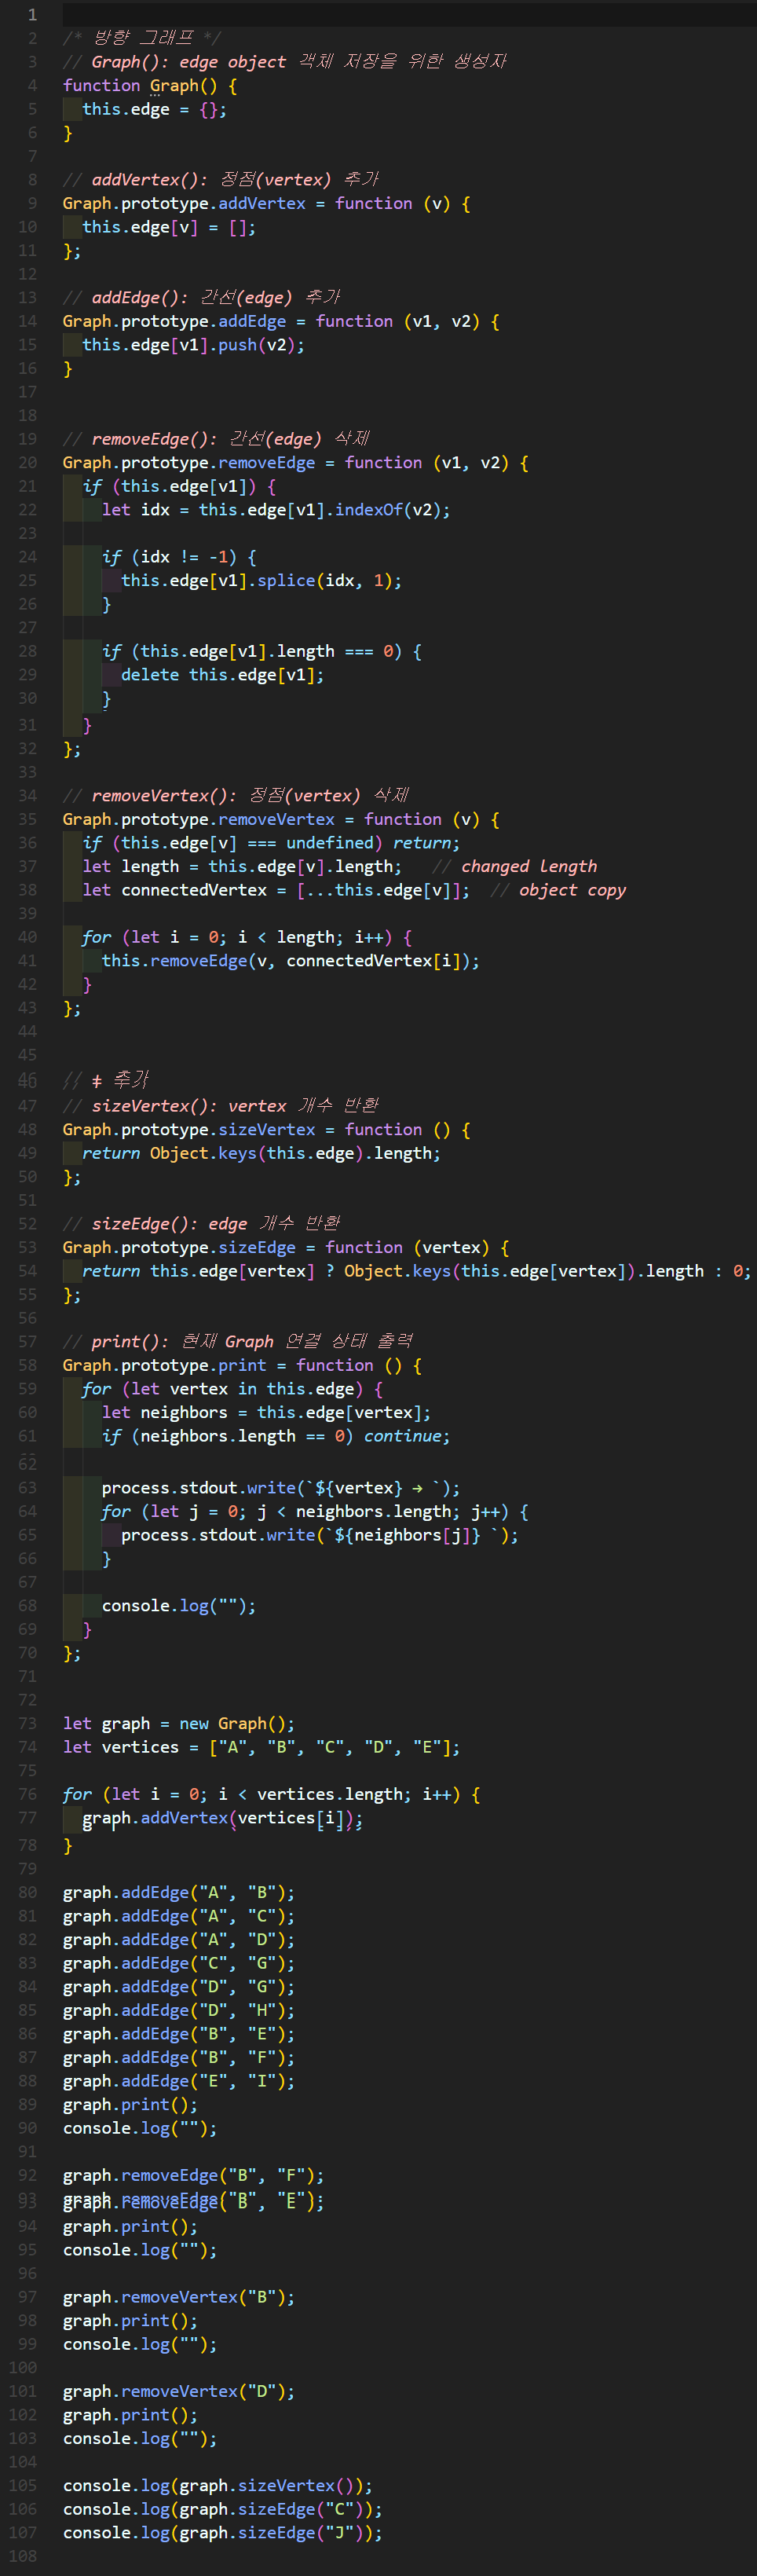 1
2 /* 방향 그래프 */
3 // Graph(): edge object 객체 저장을 위한 생성자
4 function Graph() {
5   this.edge = {};
6 }
7
8 // addVertex(): 정점(vertex) 추가
9 Graph.prototype.addVertex = function (v) {
10   this.edge[v] = [];
11 };
12
13 // addEdge(): 간선(edge) 추가
14 Graph.prototype.addEdge = function (v1, v2) {
15   this.edge[v1].push(v2);
16 }
17
18
19 // removeEdge(): 간선(edge) 삭제
20 Graph.prototype.removeEdge = function (v1, v2) {
21   if (this.edge[v1]) {
22     let idx = this.edge[v1].indexOf(v2);
23
24     if (idx != -1) {
25       this.edge[v1].splice(idx, 1);
26     }
27
28     if (this.edge[v1].length === 0) {
29       delete this.edge[v1];
30     }
31   }
32 };
33
34 // removeVertex(): 정점(vertex) 삭제
35 Graph.prototype.removeVertex = function (v) {
36   if (this.edge[v] === undefined) return;
37   let length = this.edge[v].length;   // changed length
38   let connectedVertex = [...this.edge[v]];  // object copy
39
40   for (let i = 0; i < length; i++) {
41     this.removeEdge(v, connectedVertex[i]);
42   }
43 };
44
45
46 // + 추가
47 // sizeVertex(): vertex 개수 반환
48 Graph.prototype.sizeVertex = function () {
49   return Object.keys(this.edge).length;
50 };
51
52 // sizeEdge(): edge 개수 반환
53 Graph.prototype.sizeEdge = function (vertex) {
54   return this.edge[vertex] ? Object.keys(this.edge[vertex]).length : 0;
55 };
56
57 // print(): 현재 Graph 연결 상태 출력
58 Graph.prototype.print = function () {
59   for (let vertex in this.edge) {
60     let neighbors = this.edge[vertex];
61     if (neighbors.length == 0) continue;
62
63     process.stdout.write(`${vertex} → `);
64     for (let j = 0; j < neighbors.length; j++) {
65       process.stdout.write(`${neighbors[j]} `);
66     }
67
68     console.log("");
69   }
70 };
71
72
73 let graph = new Graph();
74 let vertices = ["A", "B", "C", "D", "E"];
75
76 for (let i = 0; i < vertices.length; i++) {
77   graph.addVertex(vertices[i]);
78 }
79
80 graph.addEdge("A", "B");
81 graph.addEdge("A", "C");
82 graph.addEdge("A", "D");
83 graph.addEdge("C", "G");
84 graph.addEdge("D", "G");
85 graph.addEdge("D", "H");
86 graph.addEdge("B", "E");
87 graph.addEdge("B", "F");
88 graph.addEdge("E", "I");
89 graph.print();
90 console.log("");
91
92 graph.removeEdge("B", "F");
93 graph.removeEdge("B", "E");
94 graph.print();
95 console.log("");
96
97 graph.removeVertex("B");
98 graph.print();
99 console.log("");
100
101 graph.removeVertex("D");
102 graph.print();
103 console.log("");
104
105 console.log(graph.sizeVertex());
106 console.log(graph.sizeEdge("C"));
107 console.log(graph.sizeEdge("J"));
108